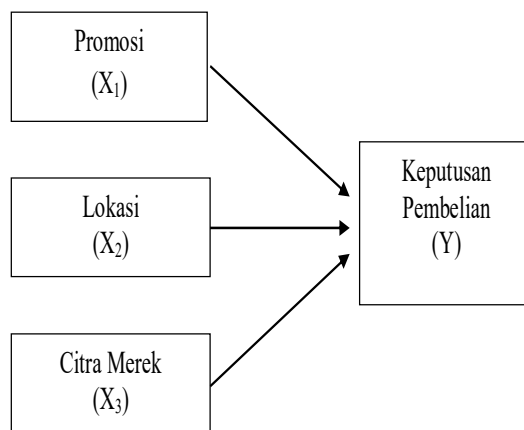 Promosi
(X₁)
Lokasi
(X₂)
Citra Merek
(X₃)
Keputusan
Pembelian
(Y)